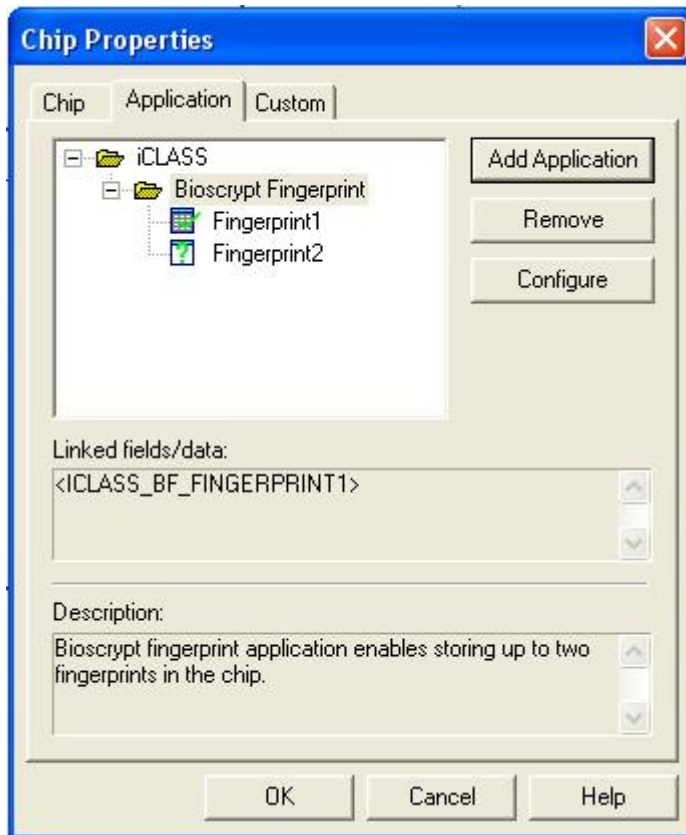 Chip Properties
Chip Application Custom
iCLASS
Bioscrypt Fingerprint
Fingerprint1
Fingerprint2
Add Application
Remove
Configure
Linked fields/data:
<ICLASS_BF_FINGERPRINT1>
Description:
Bioscrypt fingerprint application enables storing up to two
fingerprints in the chip.
OK Cancel Help